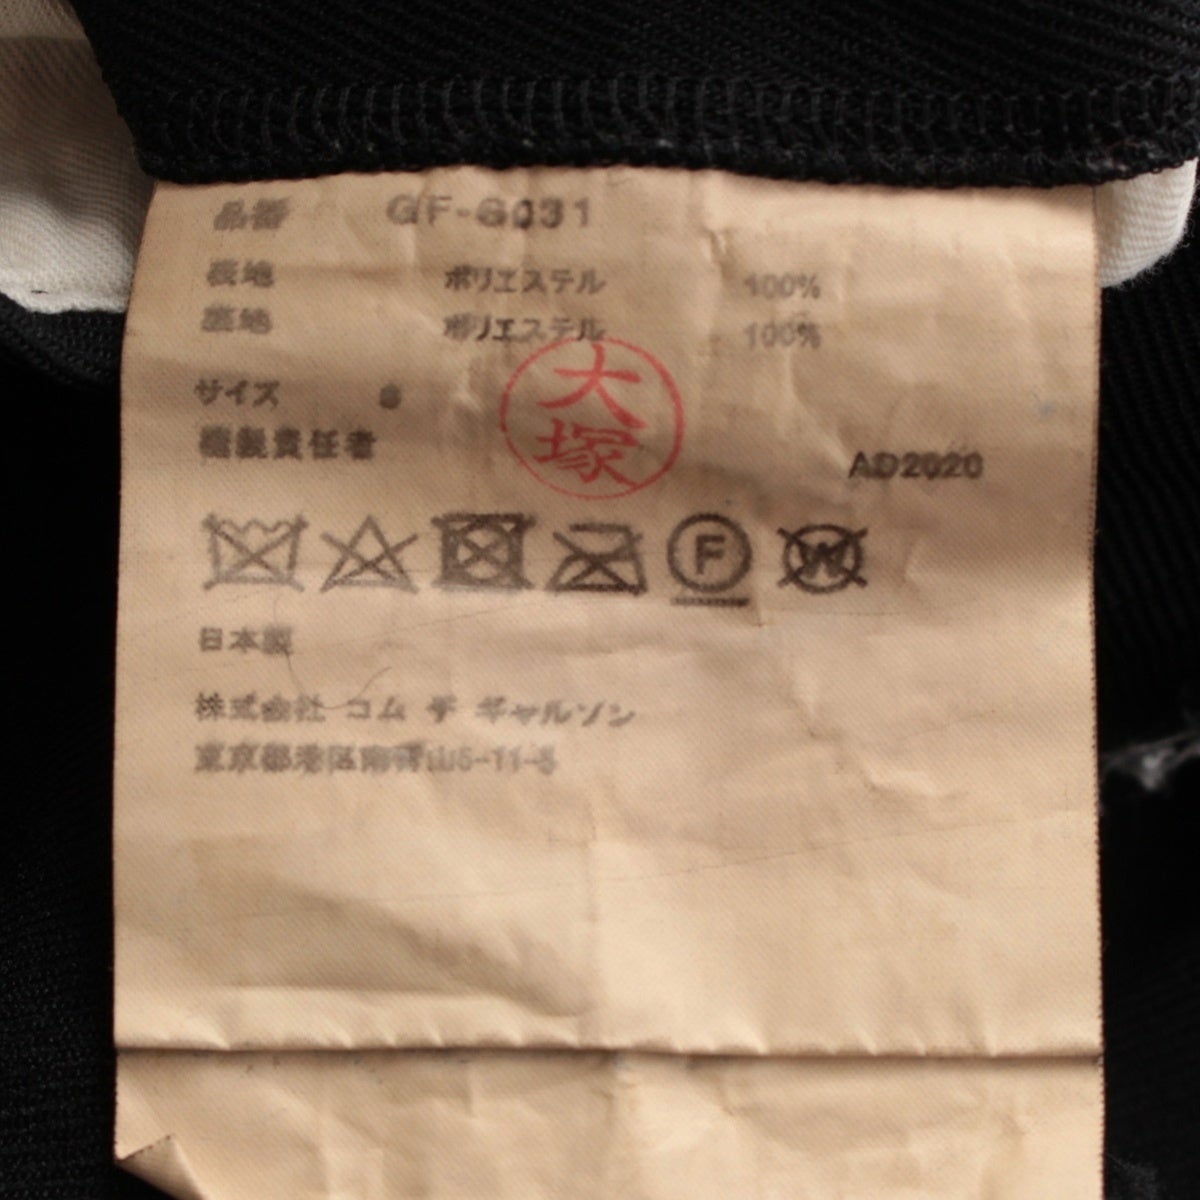 品番 GF-S031
表地 ポリエステル 100%
裏地 ポリエステル 100%
サイズ S
縫製責任者
大塚
AD2020
F
W
日本製
株式会社 コム デ ギャルソン
東京都港区南青山5-11-5